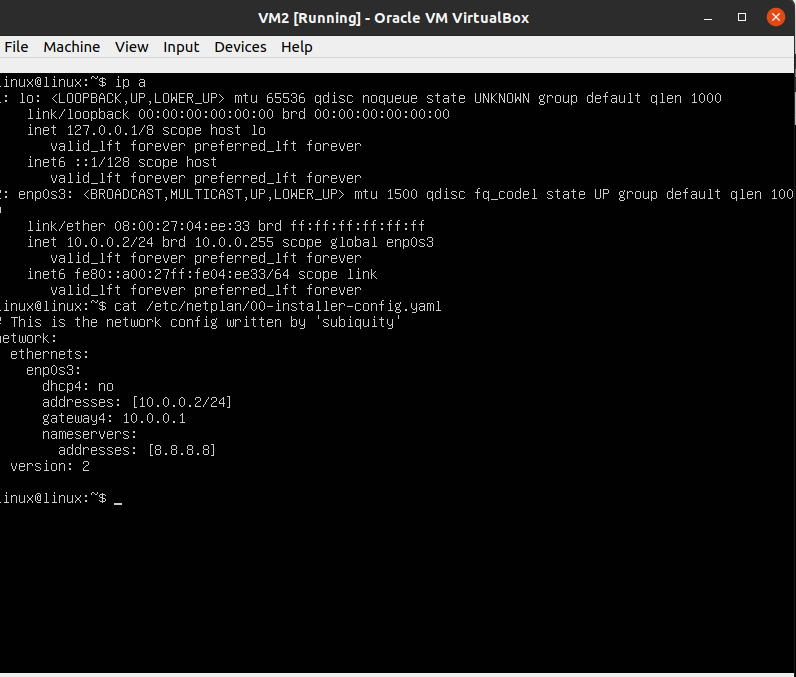 VM2 [Running] - Oracle VM VirtualBox
File Machine View Input Devices Help
inux@linux:~$ ip a
: lo: <LOOPBACK,UP,LOWER_UP> mtu 65536 qdisc noqueue state UNKNOWN group default qlen 1000
link/loopback 00:00:00:00:00:00 brd 00:00:00:00:00:00
inet 127.0.0.1/8 scope host lo
valid_lft forever preferred_lft forever
inet6 ::1/128 scope host
valid_lft forever preferred_lft forever
2: enp0s3: <BROADCAST,MULTICAST,UP,LOWER_UP> mtu 1500 qdisc fq_codel state UP group default qlen 100
0
link/ether 08:00:27:04:ee:33 brd ff:ff:ff:ff:ff:ff
inet 10.0.0.2/24 brd 10.0.0.255 scope global enp0s3
valid_lft forever preferred_lft forever
inet6 fe80::a00:27ff:fe04:ee33/64 scope link
valid_lft forever preferred_lft forever
inux@linux:~$ cat /etc/netplan/00-installer-config.yaml
# This is the network config written by 'subiquity'
network:
ethernets:
enp0s3:
dhcp4: no
addresses: [10.0.0.2/24]
gateway4: 10.0.0.1
nameservers:
addresses: [8.8.8.8]
version: 2
inux@linux:~$ _